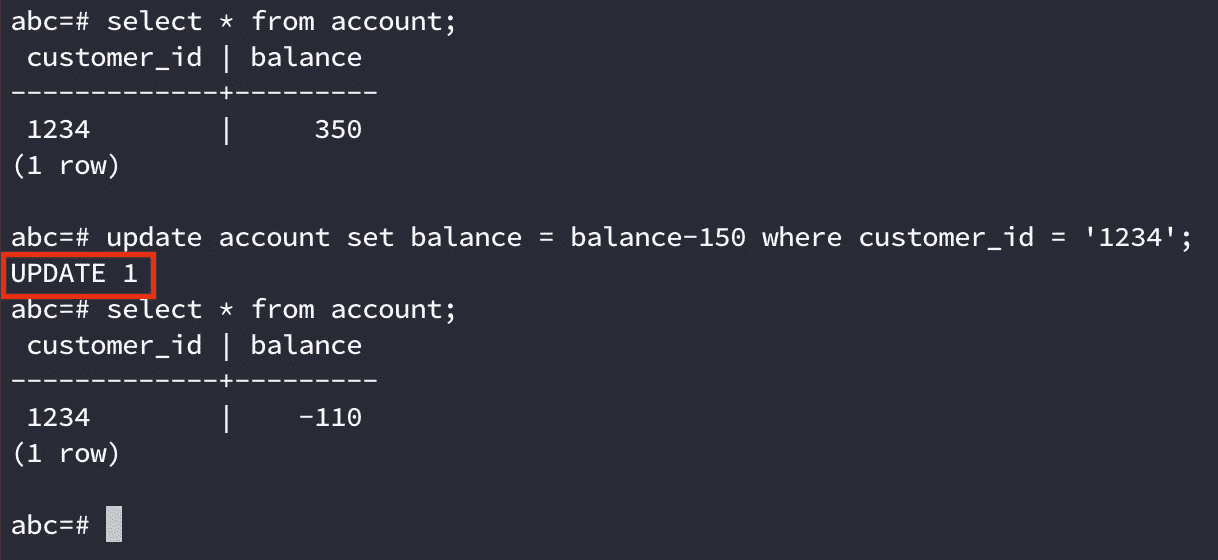 abc=# select * from account;
 customer_id | balance
-------------+---------
 1234        |     350
(1 row)
abc=# update account set balance = balance-150 where customer_id = '1234';
UPDATE 1
abc=# select * from account;
 customer_id | balance
-------------+---------
 1234        |    -110
(1 row)
abc=#